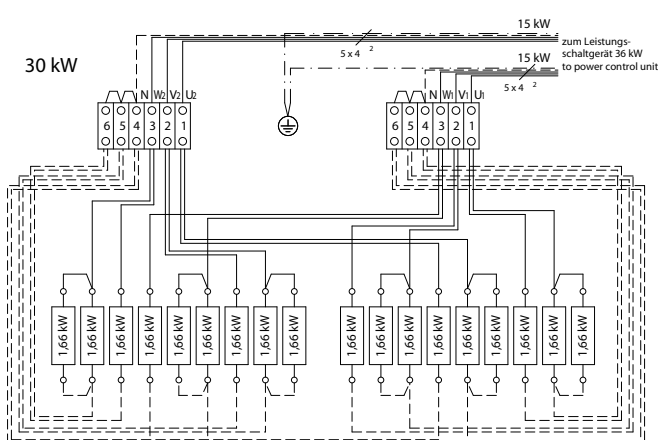 15 kW
5 x 4 2
zum Leistungs-
schaltgerät 36 kW
to power control unit
30 kW
15 kW
5 x 4 2
N W2 V2 U2
N W1 V1 U1
6 5 4 3 2 1
6 5 4 3 2 1
1,66 kW 1,66 kW 1,66 kW 1,66 kW 1,66 kW 1,66 kW 1,66 kW 1,66 kW 1,66 kW
1,66 kW 1,66 kW 1,66 kW 1,66 kW 1,66 kW 1,66 kW 1,66 kW 1,66 kW 1,66 kW